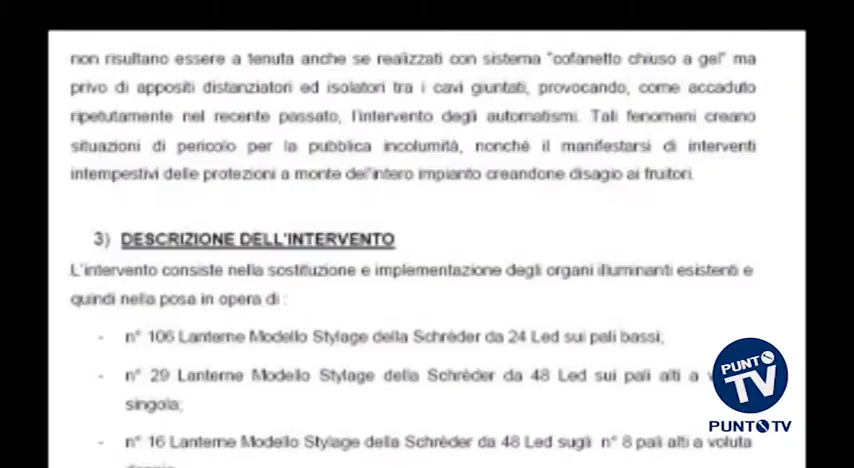 non risultano essere a tenuta anche se realizzati con sistema "cofanetto chiuso a gel" ma
privo di appositi distanziatori ed isolatori tra i cavi giuntati, provocando, come accaduto
ripetutamente nel recente passato, l'intervento degli automatismi. Tali fenomeni creano
situazioni di pericolo per la pubblica incolumità, nonché il manifestarsi di interventi
intempestivi delle protezioni a monte del'intero impianto creandone disagio ai fruitori.
3) DESCRIZIONE DELL'INTERVENTO
L'intervento consiste nella sostituzione e implementazione degli organi illuminanti esistenti e
quindi nella posa in opera di :
- n° 106 Lanterne Modello Stylage della Schrèder da 24 Led sui pali bassi;
- n° 29 Lanterne Modello Stylage della Schrèder da 48 Led sui pali alti a
singola;
- n° 16 Lanterne Modello Stylage della Schrèder da 48 Led sugli n° 8 pali alti a voluta
PUNTO
TV
PUNTO TV